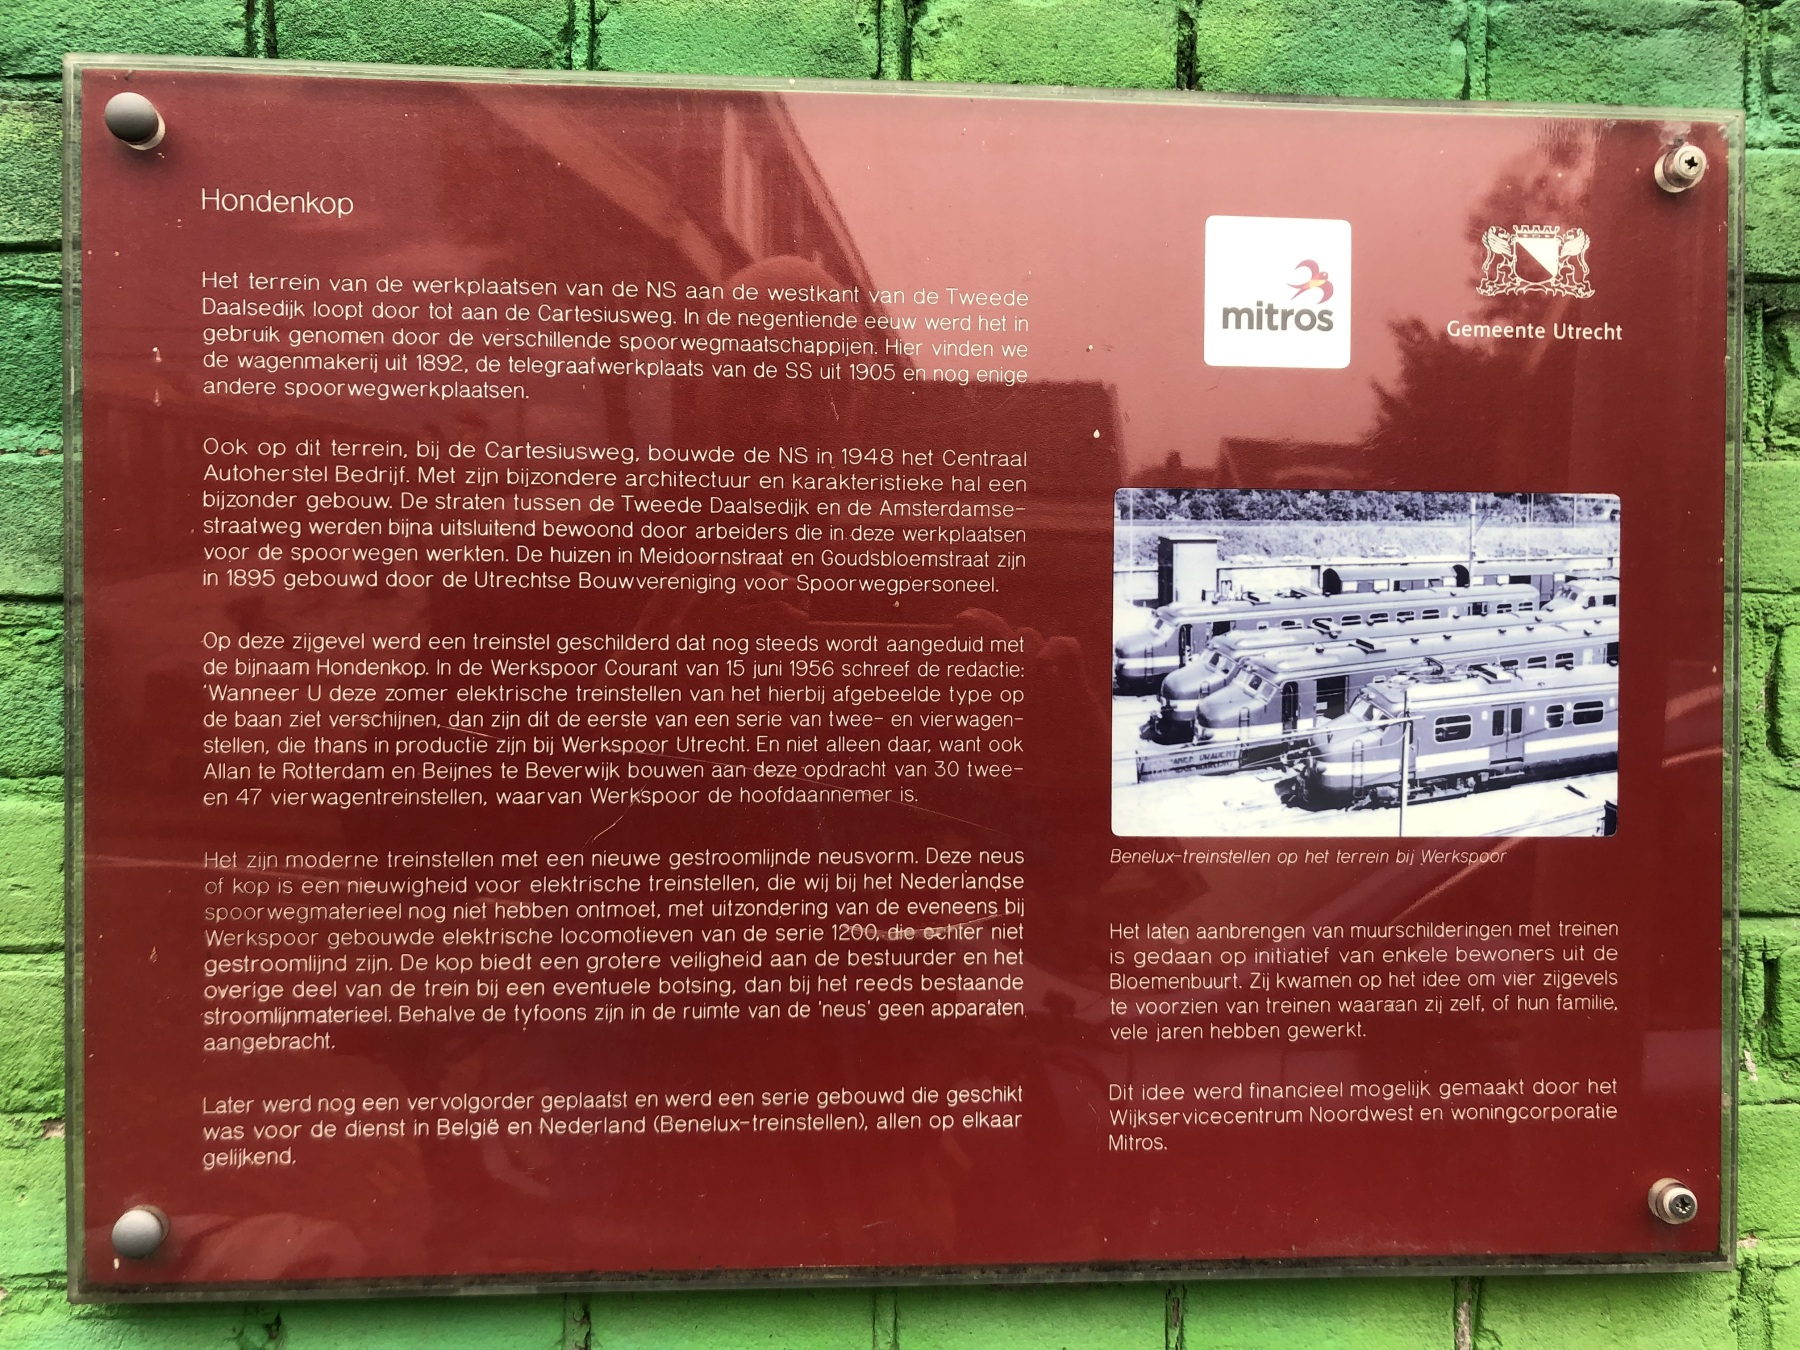 Hondenkop
Het terrein van de werkplaatsen van de NS aan de westkant van de Tweede
Daalsedijk loopt door tot aan de Cartesiusweg. In de negentiende eeuw werd het in
gebruik genomen door de verschillende spoorwegmaatschappijen. Hier vinden we
de wagenmakerij uit 1892, de telegraafwerkplaats van de SS uit 1905 en nog enige
andere spoorwegwerkplaatsen.
Ook op dit terrein, bij de Cartesiusweg, bouwde de NS in 1948 het Centraal
Autoherstel Bedrijf. Met zijn bijzondere architectuur en karakteristieke hal een
bijzonder gebouw. De straten tussen de Tweede Daalsedijk en de Amsterdamse-
straatweg werden bijna uitsluitend bewoond door arbeiders die in deze werkplaatsen
voor de spoorwegen werkten. De huizen in Meidoornstraat en Goudsbloemstraat zijn
in 1895 gebouwd door de Utrechtse Bouwvereniging voor Spoorwegpersoneel.
Op deze zijgevel werd een treinstel geschilderd dat nog steeds wordt aangeduid met
de bijnaam Hondenkop. In de Werkspoor Courant van 15 juni 1956 schreef de redactie:
'Wanneer U deze zomer elektrische treinstellen van het hierbij afgebeelde type op
de baan ziet verschijnen, dan zijn dit de eerste van een serie van twee- en vierwagen-
stellen, die thans in productie zijn bij Werkspoor Utrecht. En niet alleen daar, want ook
Allan te Rotterdam en Beijnes te Beverwijk bouwen aan deze opdracht van 30 twee-
en 47 vierwagentreinstellen, waarvan Werkspoor de hoofdaannemer is.
Het zijn moderne treinstellen met een nieuwe gestroomlijnde neusvorm. Deze neus
of kop is een nieuwigheid voor elektrische treinstellen, die wij bij het Nederlandse
spoorwegmaterieel nog niet hebben ontmoet, met uitzondering van de eveneens bij
Werkspoor gebouwde elektrische locomotieven van de serie 1200, die echter niet
gestroomlijnd zijn. De kop biedt een grotere veiligheid aan de bestuurder en het
overige deel van de trein bij een eventuele botsing, dan bij het reeds bestaande
stroomlijnmaterieel. Behalve de tyfoons zijn in de ruimte van de 'neus' geen apparaten
aangebracht.
Later werd nog een vervolgorder geplaatst en werd een serie gebouwd die geschikt
was voor de dienst in België en Nederland (Benelux-treinstellen), allen op elkaar
gelijkend.
mitros
Gemeente Utrecht
Benelux-treinstellen op het terrein bij Werkspoor
Het laten aanbrengen van muurschilderingen met treinen
is gedaan op initiatief van enkele bewoners uit de
Bloemenbuurt. Zij kwamen op het idee om vier zijgevels
te voorzien van treinen waaraan zij zelf, of hun familie,
vele jaren hebben gewerkt.
Dit idee werd financieel mogelijk gemaakt door het
Wijkservicecentrum Noordwest en woningcorporatie
Mitros.